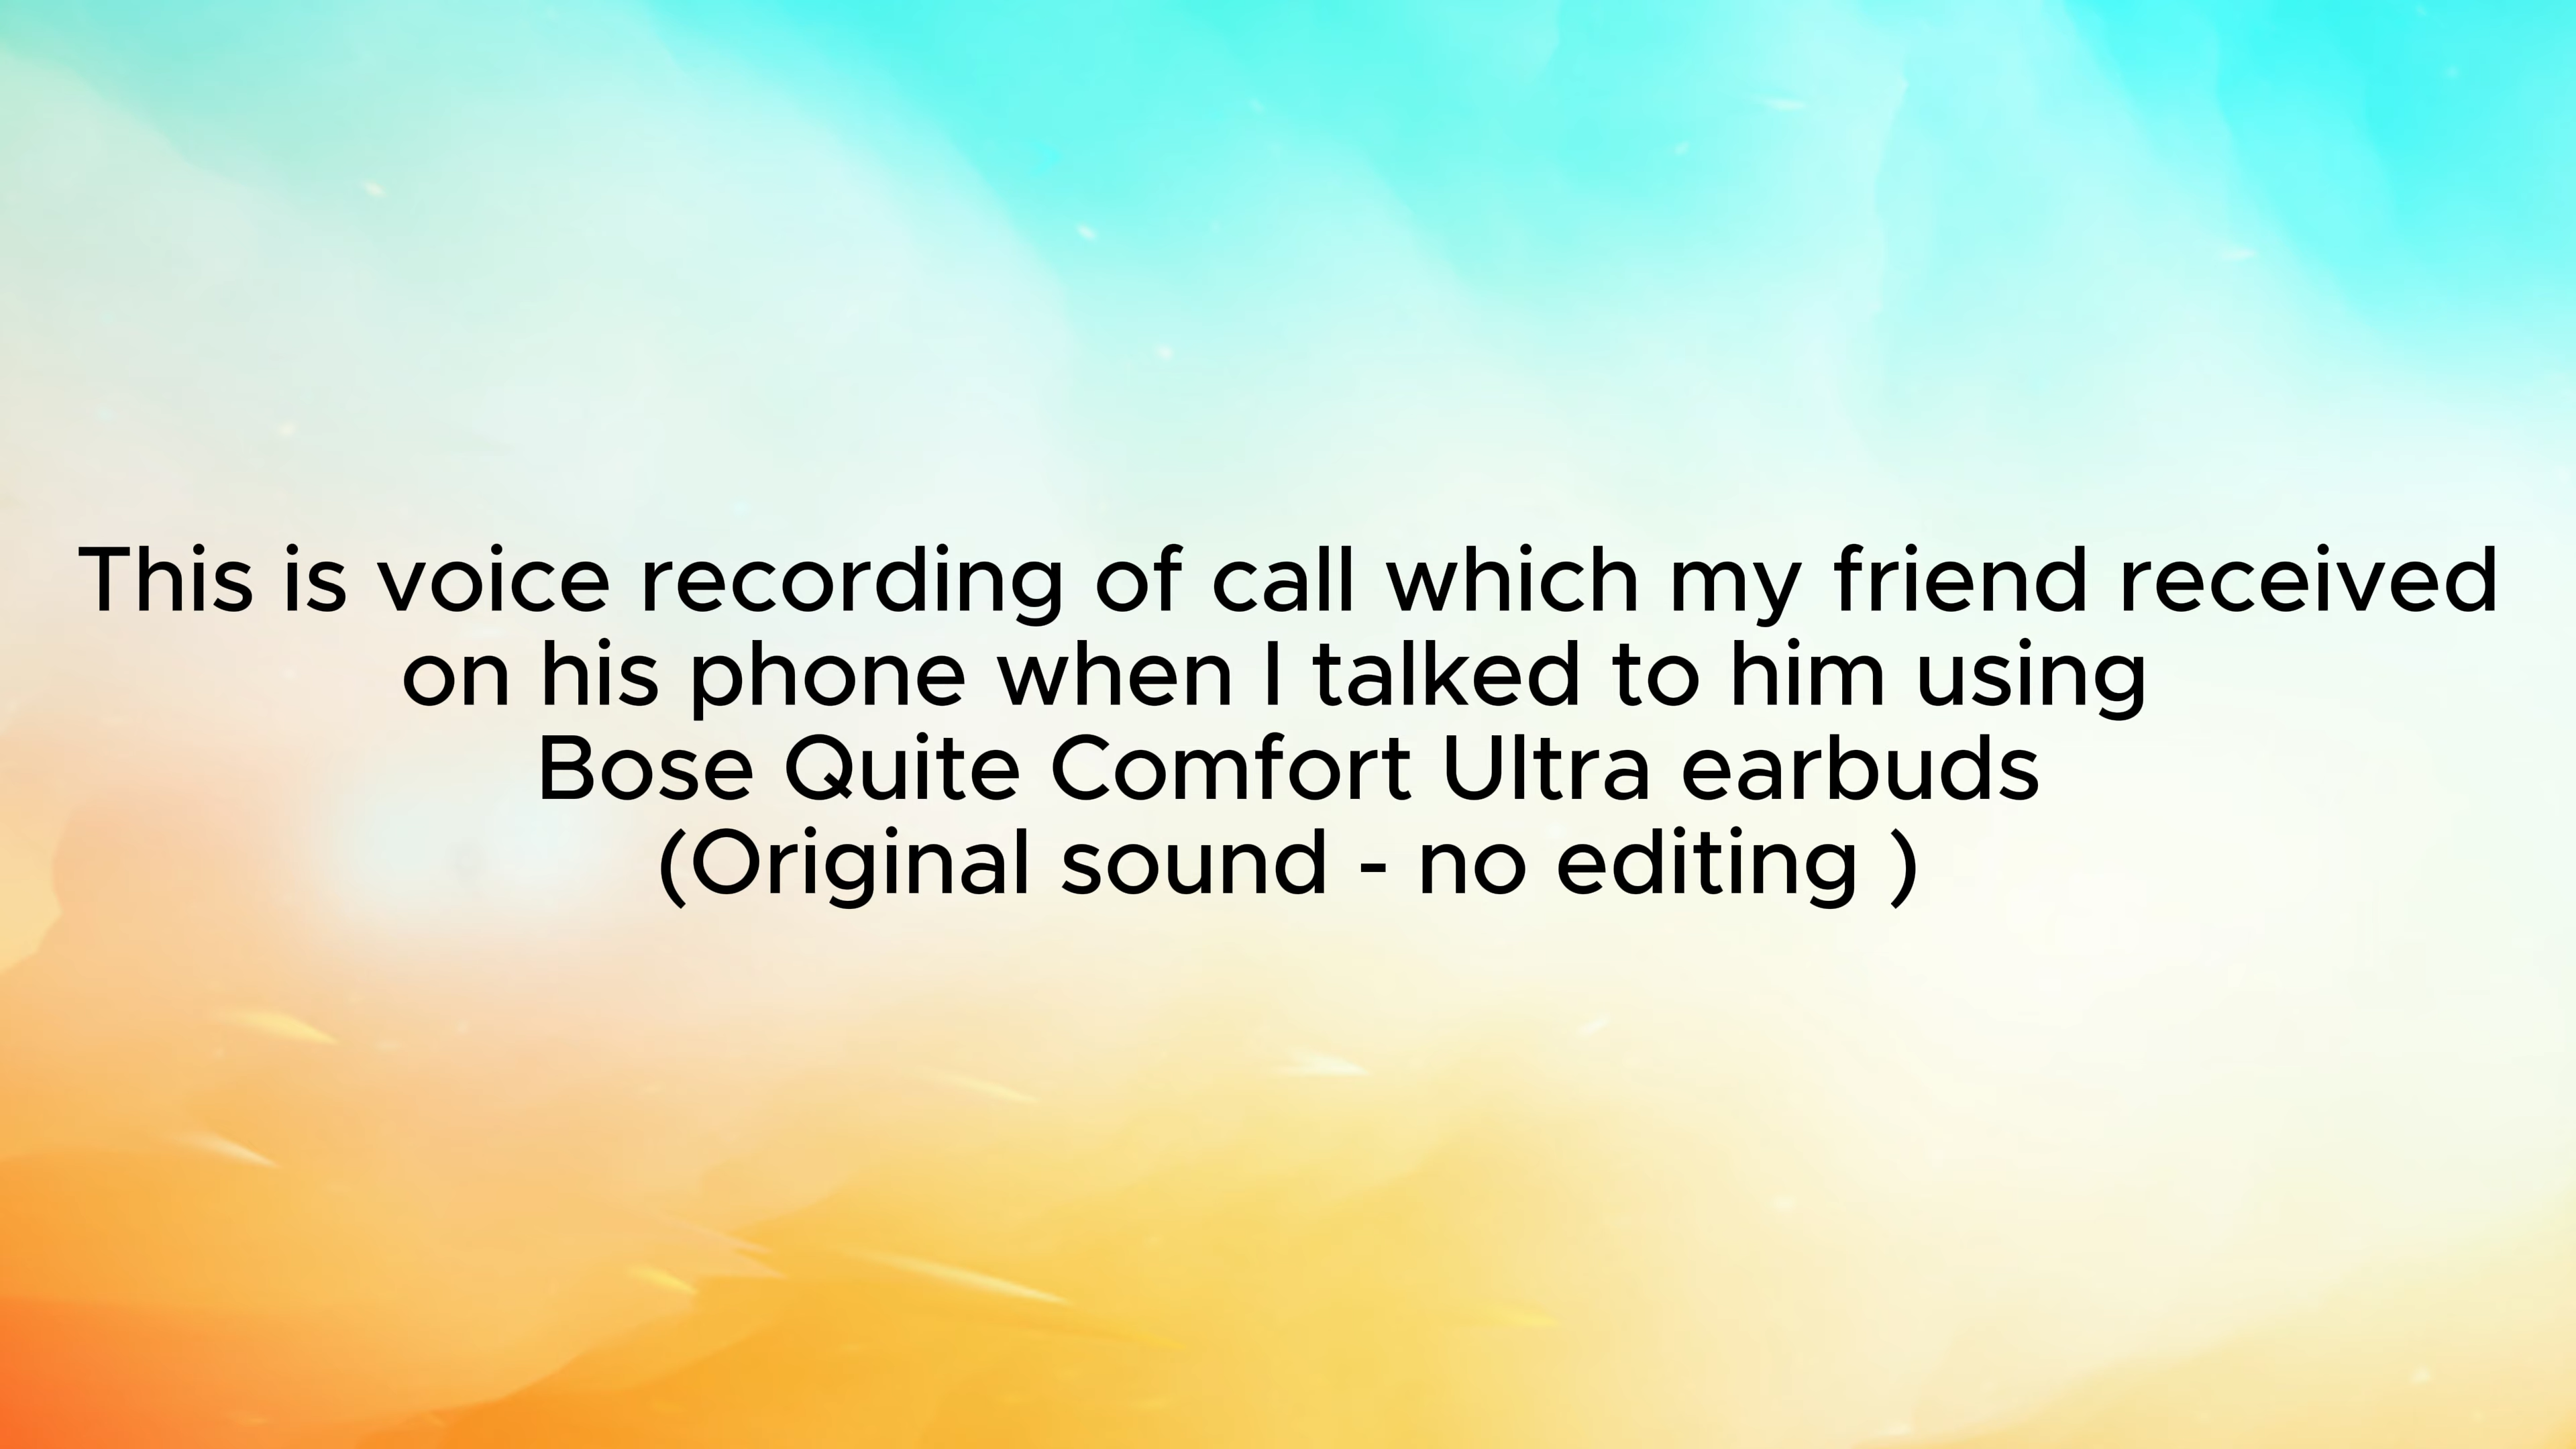 This is voice recording of call which my friend received
on his phone when I talked to him using
Bose Quite Comfort Ultra earbuds
(Original sound - no editing )